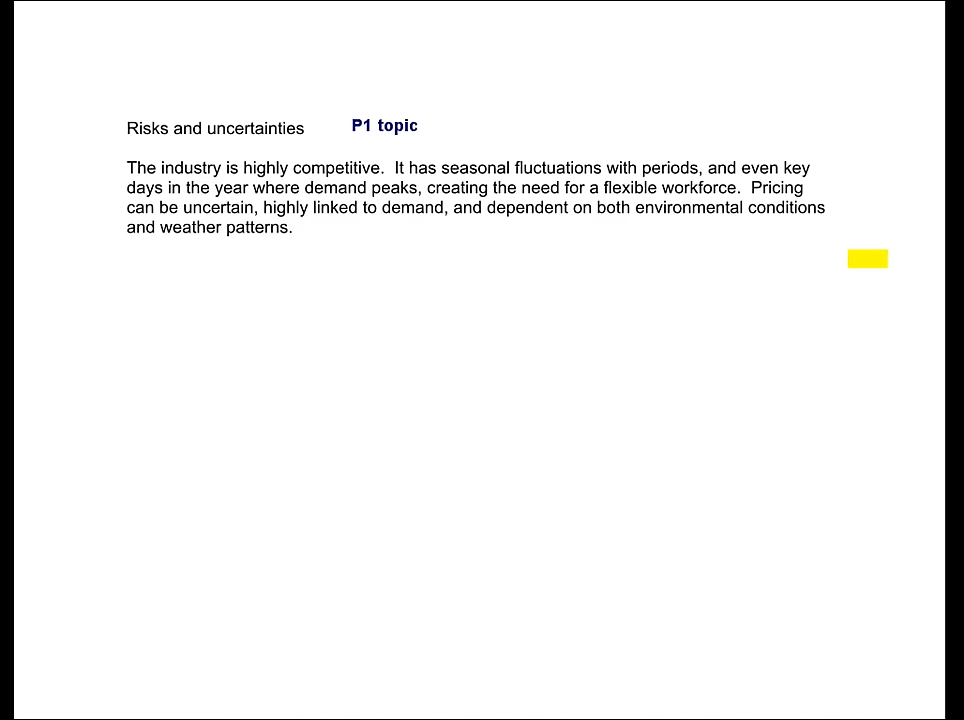 Risks and uncertainties P1 topic
The industry is highly competitive.  It has seasonal fluctuations with periods, and even key
days in the year where demand peaks, creating the need for a flexible workforce.  Pricing
can be uncertain, highly linked to demand, and dependent on both environmental conditions
and weather patterns.